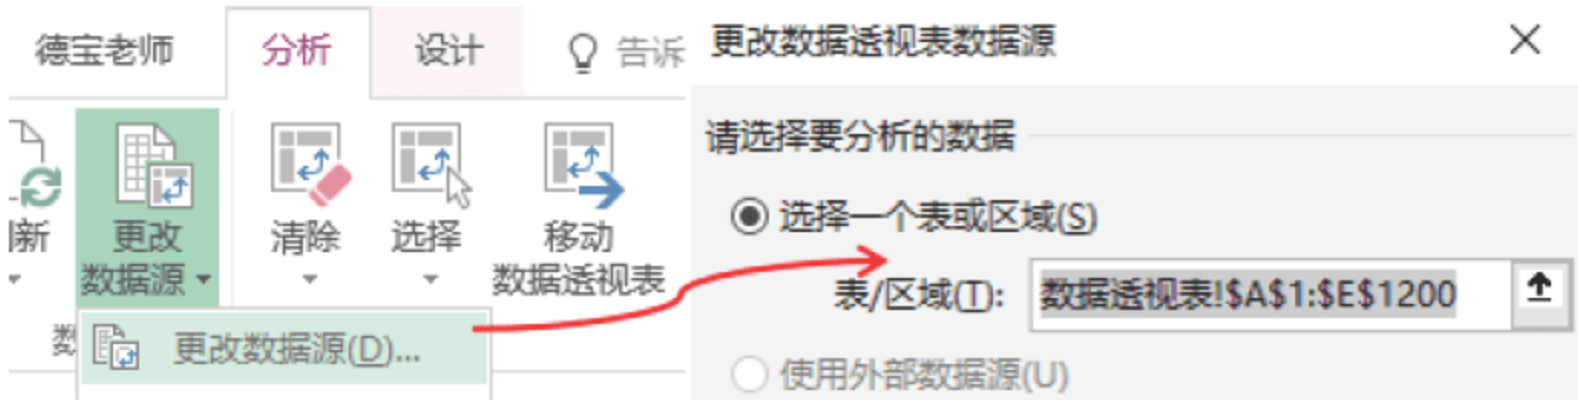 德宝老师 分析 设计 告诉
更改数据透视表数据源
请选择要分析的数据
新 更改 清除 选择 移动
数据源 数据透视表
选择一个表或区域(S)
表/区域(T): 数据透视表!$A$1:$E$1200
数 更改数据源(D)...
使用外部数据源(U)